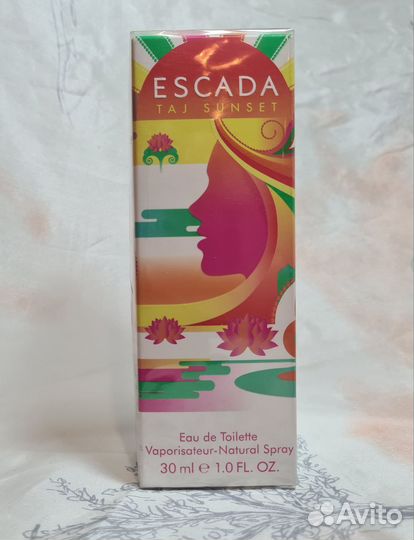 ESCADA
TAJ SUNSET
Eau de Toilette
Vaporisateur-Natural Spray
30 ml ℮ 1.0 FL. OZ.
Avito